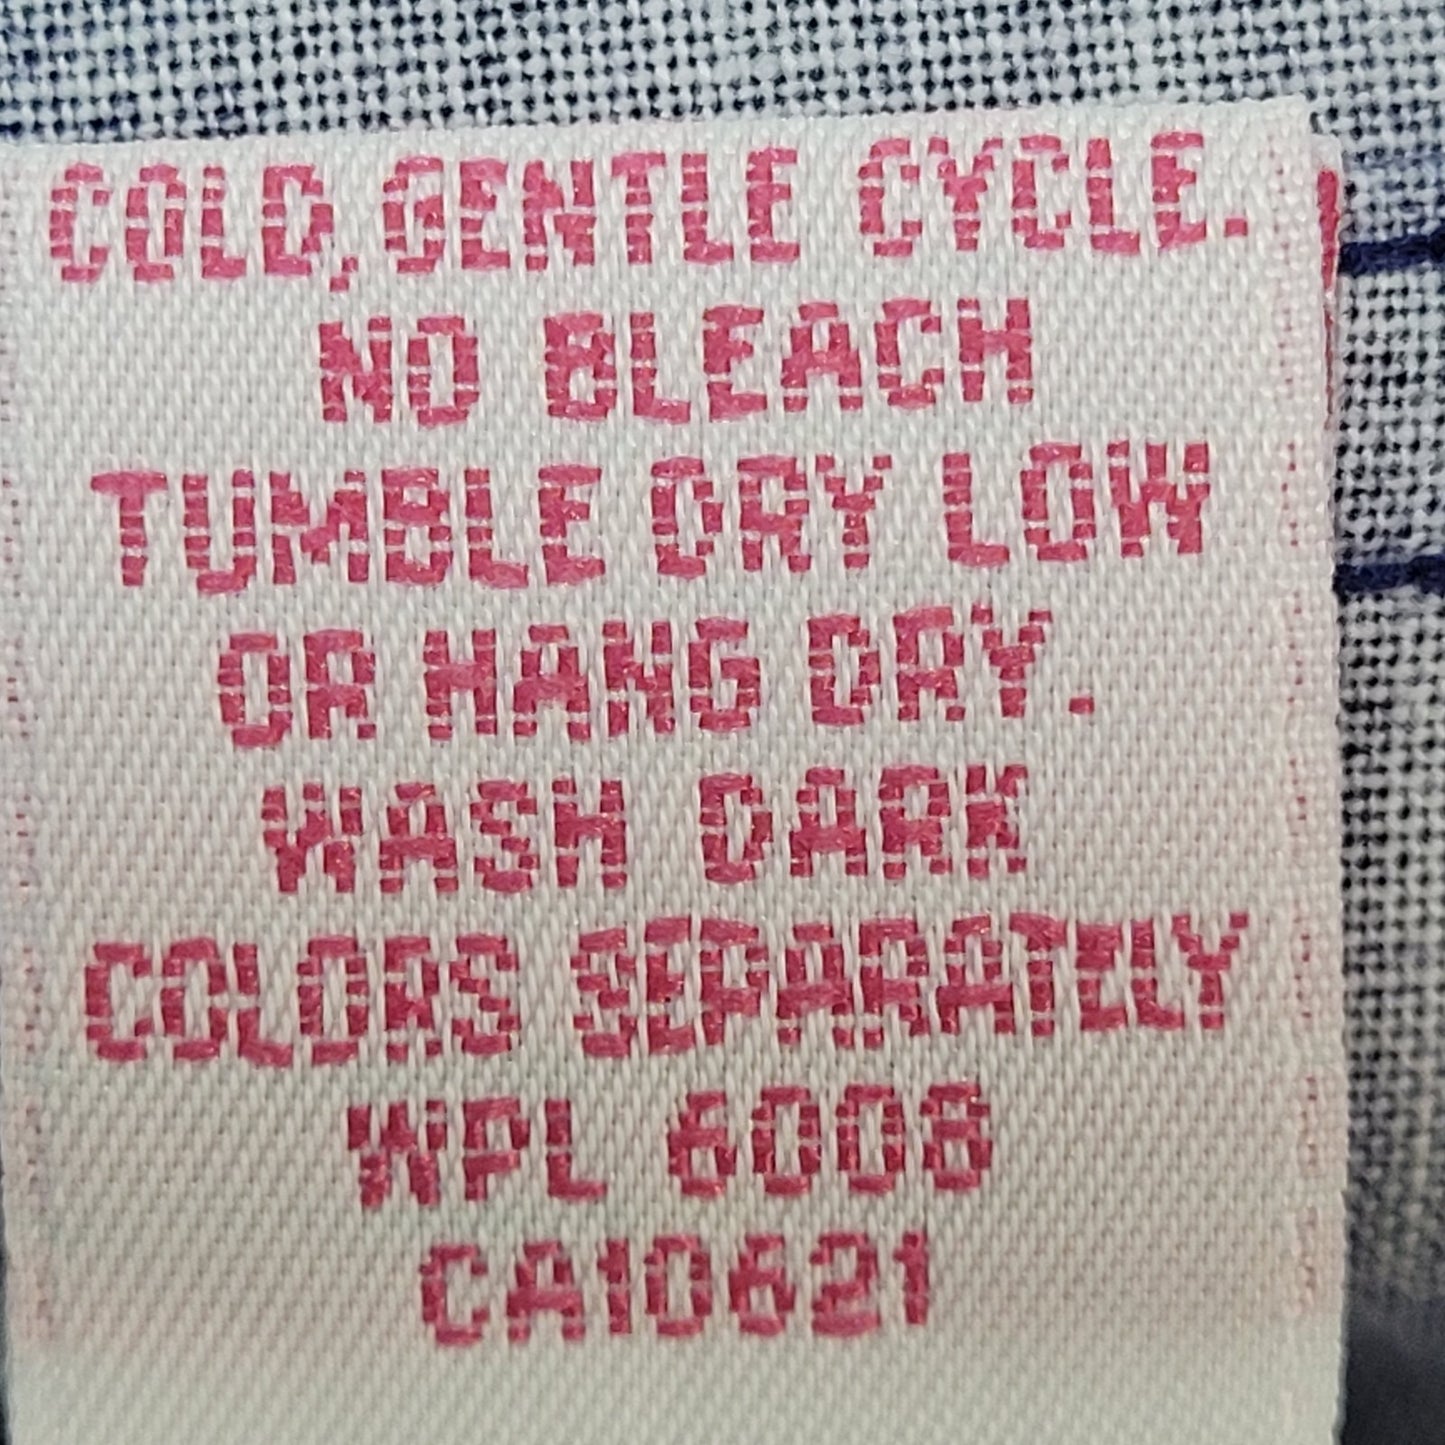 COLD, GENTLE CYCLE.
NO BLEACH
TUMBLE DRY LOW
OR HANG DRY.
WASH DARK
COLORS SEPARATELY
WPL 6008
CA10621